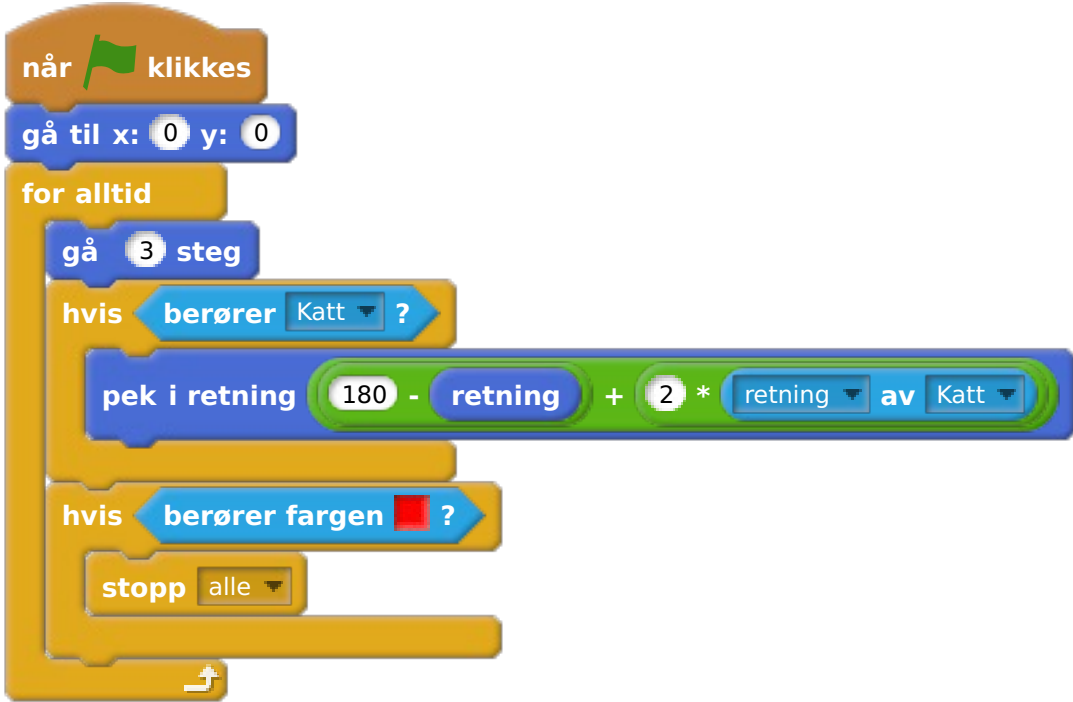 når klikkes
gå til x: 0 y: 0
for alltid
gå 3 steg
hvis berører Katt ?
pek i retning 180 - retning + 2 * retning av Katt
hvis berører fargen ?
stopp alle